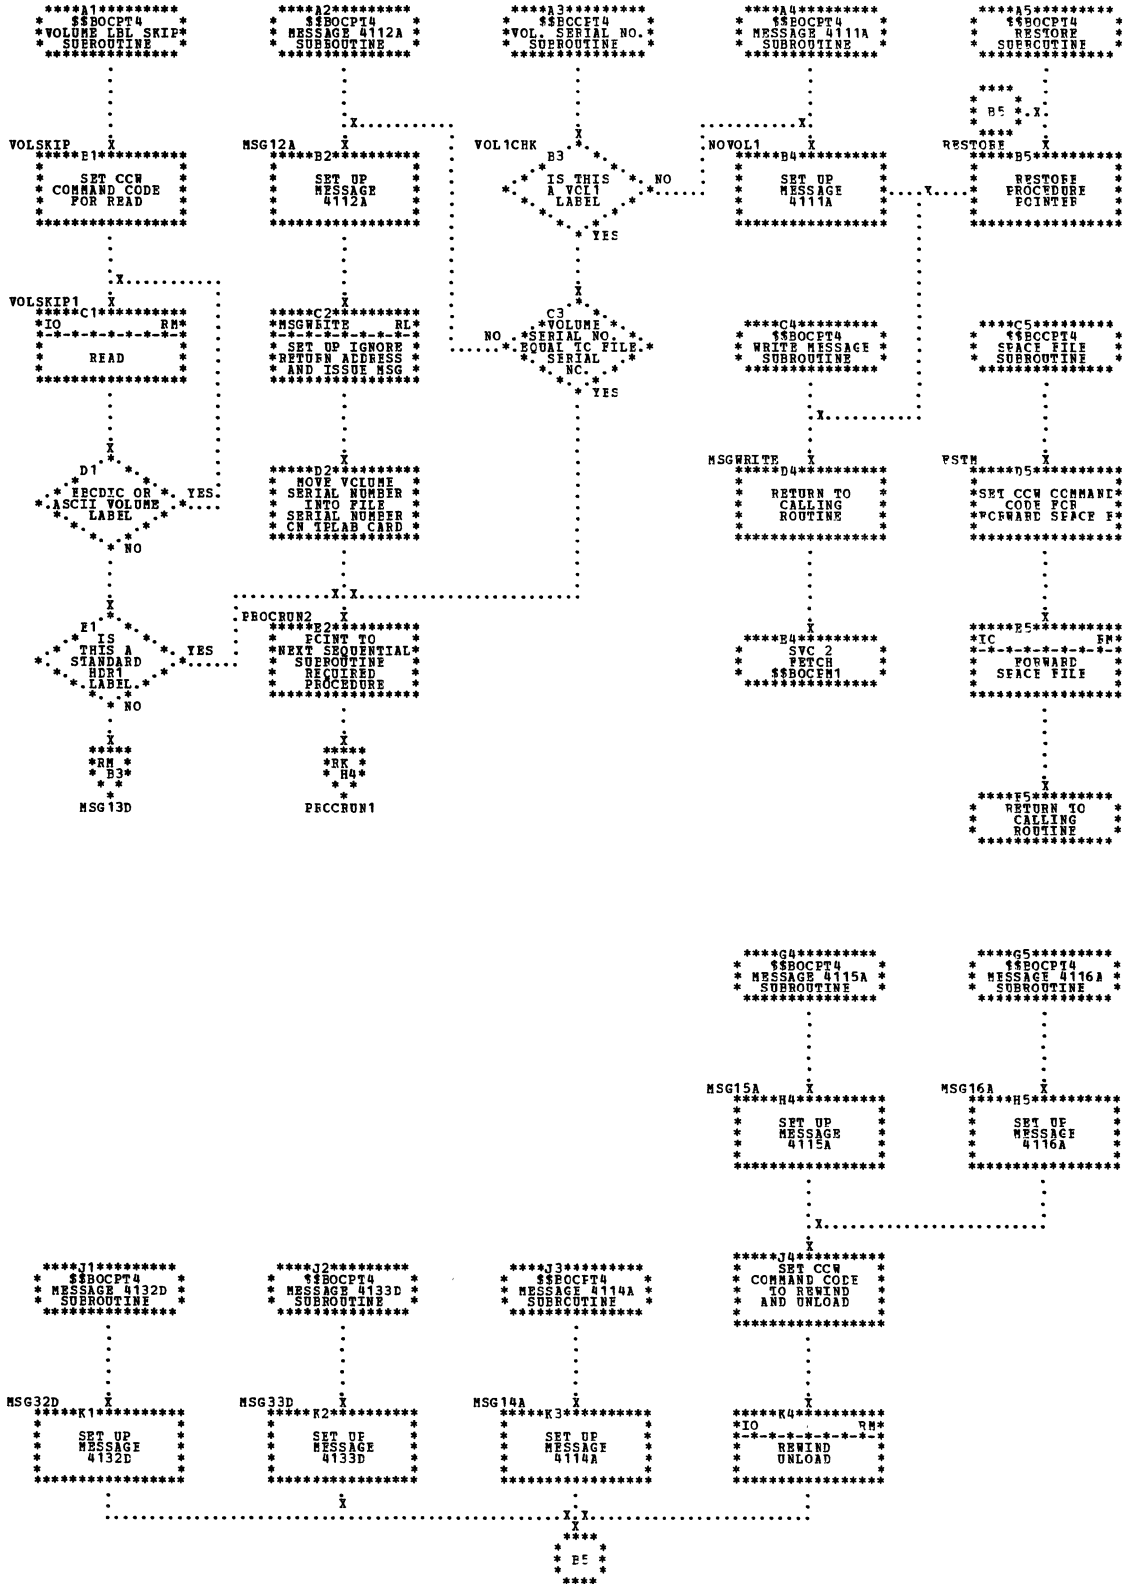 A1
$$BOCPT4
VOLUME LBL SKIP
SUBROUTINE
A2
$$BOCPT4
MESSAGE 4112A
SUBROUTINE
A3
$$BOCPT4
VOL. SERIAL NO.
SUBROUTINE
A4
$$BOCPT4
MESSAGE 4111A
SUBROUTINE
A5
$$BOCPT4
RESTORE
SUBROUTINE
B5
VOLSKIP
B1
SET CCW
COMMAND CODE
FOR READ
MSG12A
B2
SET UP
MESSAGE
4112A
VOL1CHK
B3
IS THIS
A VOL1
LABEL
NO
YES
NOVOL1
B4
SET UP
MESSAGE
4111A
RESTORE
B5
RESTORE
PROCEDURE
POINTER
VOLSKIP1
C1
IO RM
READ
C2
MSGWRITE RL
SET UP IGNORE
RETURN ADDRESS
AND ISSUE MSG
C3
VOLUME
SERIAL NO.
EQUAL TO FILE
SERIAL
NO.
NO
YES
C4
$$BOCPT4
WRITE MESSAGE
SUBROUTINE
C5
$$BOCPT4
SPACE FILE
SUBROUTINE
D1
EBCDIC OR
ASCII VOLUME
LABEL
YES
NO
D2
MOVE VOLUME
SERIAL NUMBER
INTO FILE
SERIAL NUMBER
ON TPLAB CARD
MSGWRITE
D4
RETURN TO
CALLING
ROUTINE
FSTM
D5
SET CCW COMMAND
CODE FOR
FORWARD SPACE F
E1
IS
THIS A
STANDARD
HDR1
LABEL
YES
NO
PROCRUN2
E2
POINT TO
NEXT SEQUENTIAL
SUBROUTINE
REQUIRED
PROCEDURE
E4
SVC 2
FETCH
$$BOCPM1
E5
IO RM
FORWARD
SPACE FILE
RM
B3
MSG13D
RK
H4
PROCRUN1
F5
RETURN TO
CALLING
ROUTINE
G4
$$BOCPT4
MESSAGE 4115A
SUBROUTINE
G5
$$BOCPT4
MESSAGE 4116A
SUBROUTINE
MSG15A
H4
SET UP
MESSAGE
4115A
MSG16A
H5
SET UP
MESSAGE
4116A
J1
$$BOCPT4
MESSAGE 4132D
SUBROUTINE
J2
$$BOCPT4
MESSAGE 4133D
SUBROUTINE
J3
$$BOCPT4
MESSAGE 4114A
SUBROUTINE
J4
SET CCW
COMMAND CODE
TO REWIND
AND UNLOAD
MSG32D
K1
SET UP
MESSAGE
4132D
MSG33D
K2
SET UP
MESSAGE
4133D
MSG14A
K3
SET UP
MESSAGE
4114A
K4
IO RM
REWIND
UNLOAD
B5